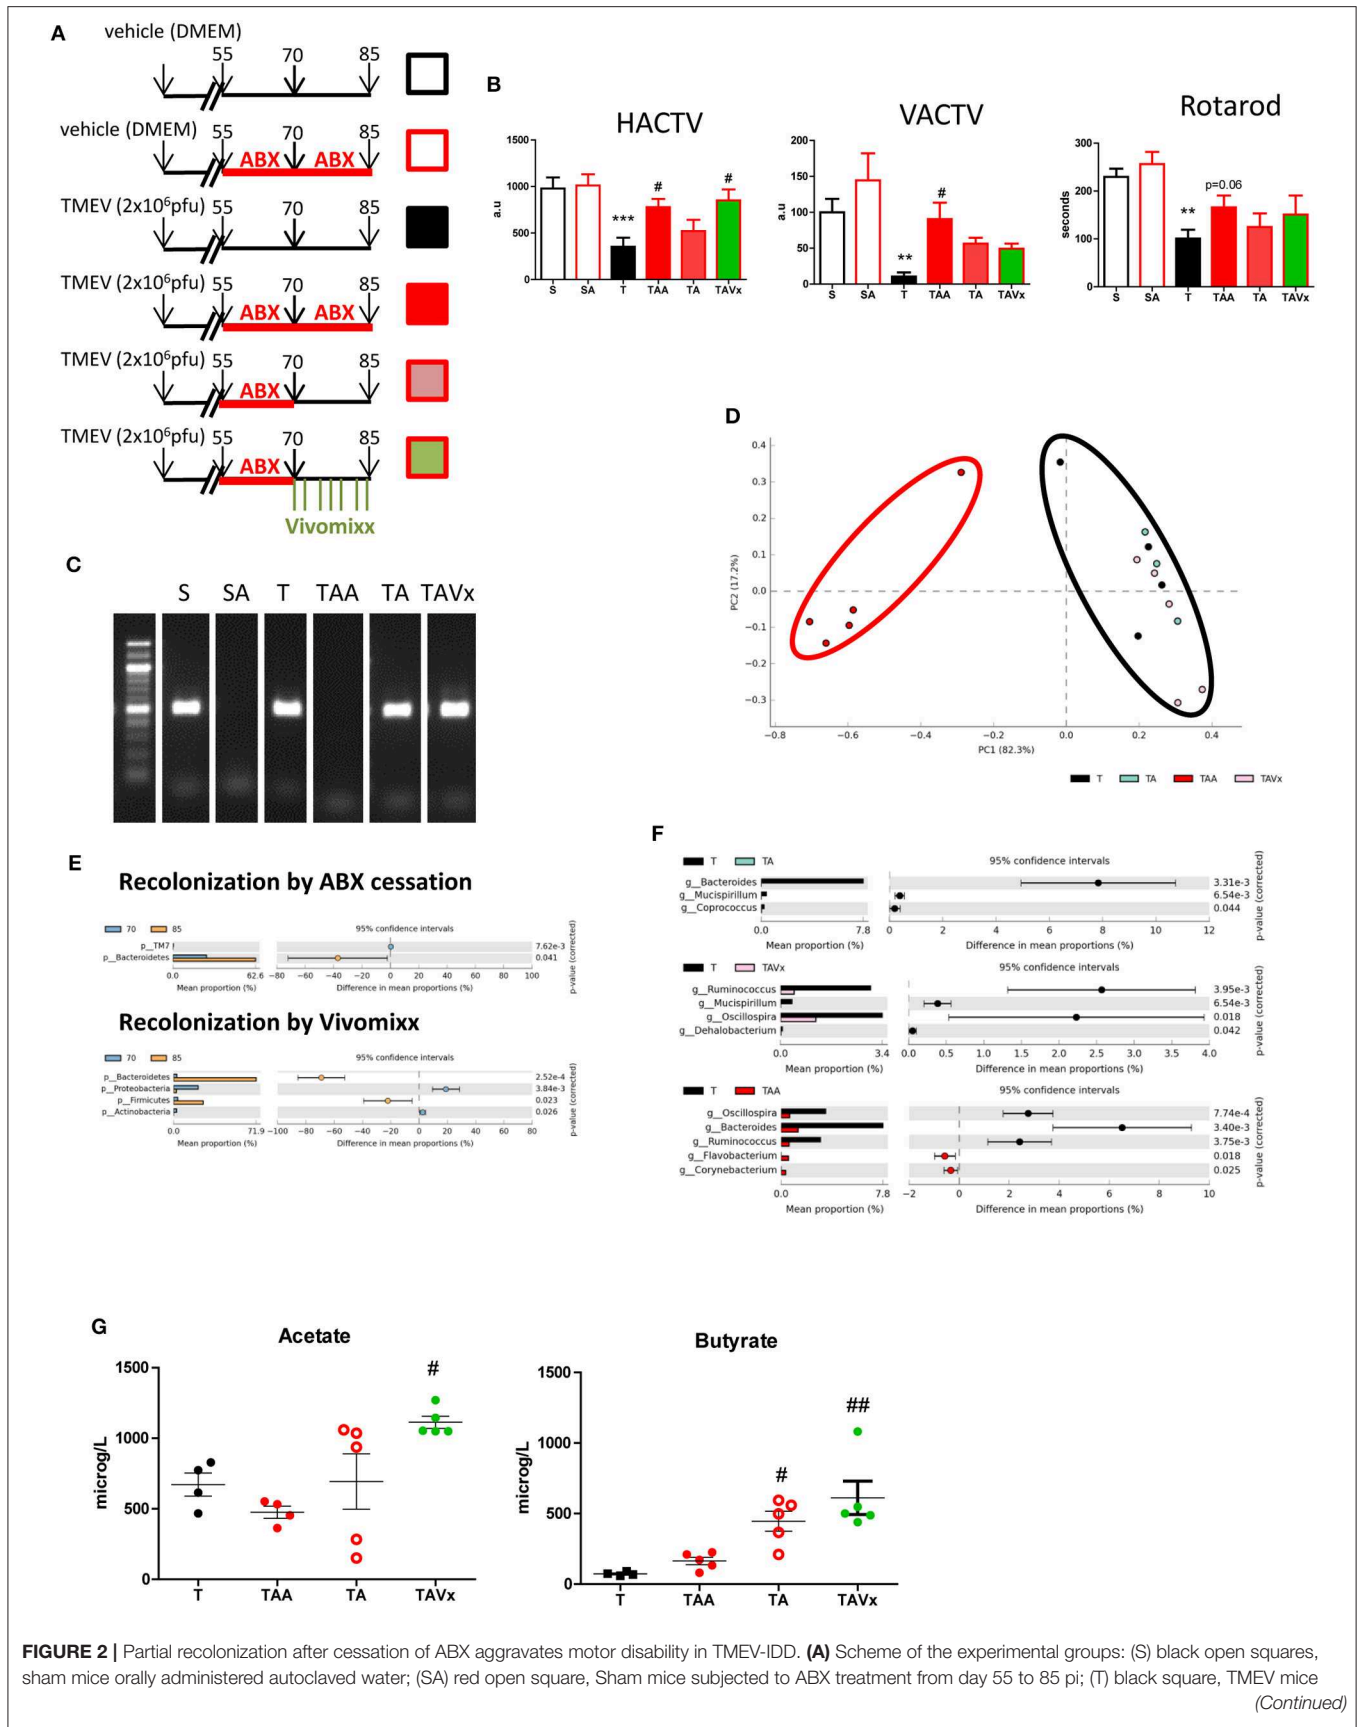 A
vehicle (DMEM)
55 70 85
vehicle (DMEM)
55 70 85
ABX ABX
TMEV (2x10⁶pfu)
55 70 85
TMEV (2x10⁶pfu)
55 70 85
ABX ABX
TMEV (2x10⁶pfu)
55 70 85
ABX
TMEV (2x10⁶pfu)
55 70 85
ABX
Vivomixx
B
HACTV
1500
1000
500
0
a.u
*** # #
S SA T TAA TA TAVx
VACTV
200
150
100
50
0
a.u
** #
S SA T TAA TA TAVx
Rotarod
300
200
100
0
seconds
** p=0.06
S SA T TAA TA TAVx
C
S SA T TAA TA TAVx
D
0.4
0.3
0.2
0.1
0.0
−0.1
−0.2
−0.3
PC2 (17.2%)
−0.8 −0.6 −0.4 −0.2 0.0 0.2 0.4
PC1 (82.3%)
T TA TAA TAVx
E
Recolonization by ABX cessation
70 85 95% confidence intervals
p__TM7 7.62e-3
p__Bacteroidetes 0.041
0.0 62.6 −80 −60 −40 −20 0 20 40 60 80 100
Mean proportion (%) Difference in mean proportions (%)
p-value (corrected)
Recolonization by Vivomixx
70 85 95% confidence intervals
p__Bacteroidetes 2.52e-4
p__Proteobacteria 3.84e-3
p__Firmicutes 0.023
p__Actinobacteria 0.026
0.0 71.9 −100 −80 −60 −40 −20 0 20 40 60 80
Mean proportion (%) Difference in mean proportions (%)
p-value (corrected)
F
T TA 95% confidence intervals
g__Bacteroides 3.31e-3
g__Mucispirillum 6.54e-3
g__Coprococcus 0.044
0.0 7.8 0 2 4 6 8 10 12
Mean proportion (%) Difference in mean proportions (%)
p-value (corrected)
T TAVx 95% confidence intervals
g__Ruminococcus 3.95e-3
g__Mucispirillum 6.54e-3
g__Oscillospira 0.018
g__Dehalobacterium 0.042
0.0 3.4 0.0 0.5 1.0 1.5 2.0 2.5 3.0 3.5 4.0
Mean proportion (%) Difference in mean proportions (%)
p-value (corrected)
T TAA 95% confidence intervals
g__Oscillospira 7.74e-4
g__Bacteroides 3.40e-3
g__Ruminococcus 3.75e-3
g__Flavobacterium 0.018
g__Corynebacterium 0.025
0.0 7.8 −2 0 2 4 6 8 10
Mean proportion (%) Difference in mean proportions (%)
p-value (corrected)
G
Acetate
1500
1000
500
0
microg/L
#
T TAA TA TAVx
Butyrate
1500
1000
500
0
microg/L
# ##
T TAA TA TAVx
FIGURE 2 | Partial recolonization after cessation of ABX aggravates motor disability in TMEV-IDD. (A) Scheme of the experimental groups: (S) black open squares,
sham mice orally administered autoclaved water; (SA) red open square, Sham mice subjected to ABX treatment from day 55 to 85 pi; (T) black square, TMEV mice
(Continued)